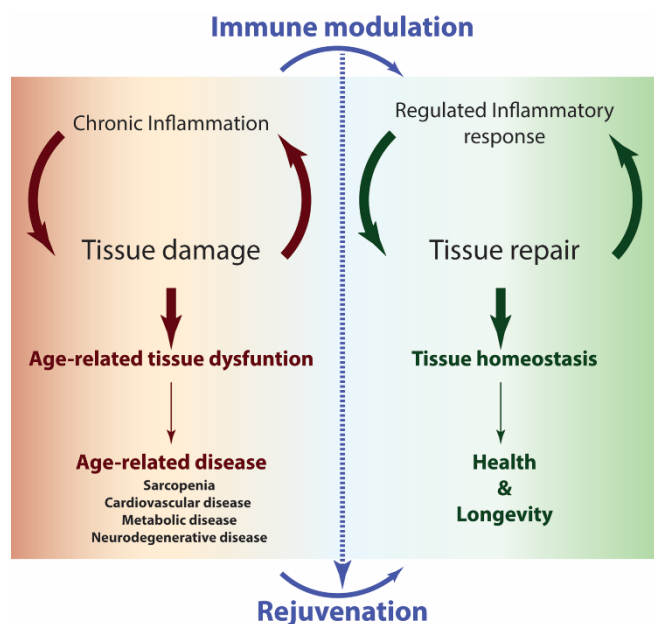 Immune modulation
Chronic Inflammation
Tissue damage
Age-related tissue dysfuntion
Age-related disease
Sarcopenia
Cardiovascular disease
Metabolic disease
Neurodegenerative disease
Regulated Inflammatory
response
Tissue repair
Tissue homeostasis
Health
&
Longevity
Rejuvenation